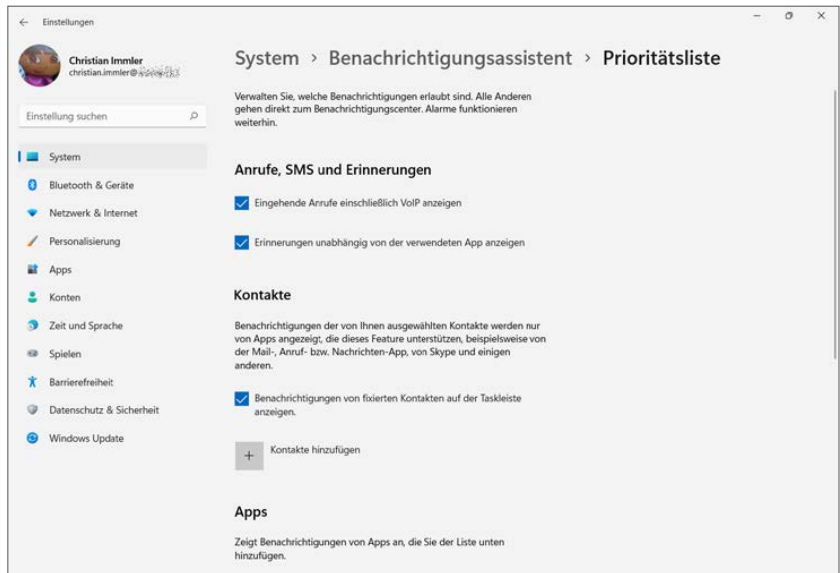 Einstellungen
Christian Immler
christian.immler@
Einstellung suchen
System
Bluetooth & Geräte
Netzwerk & Internet
Personalisierung
Apps
Konten
Zeit und Sprache
Spielen
Barrierefreiheit
Datenschutz & Sicherheit
Windows Update
System > Benachrichtigungsassistent > Prioritätsliste
Verwalten Sie, welche Benachrichtigungen erlaubt sind. Alle Anderen
gehen direkt zum Benachrichtigungscenter. Alarme funktionieren
weiterhin.
Anrufe, SMS und Erinnerungen
Eingehende Anrufe einschließlich VoIP anzeigen
Erinnerungen unabhängig von der verwendeten App anzeigen
Kontakte
Benachrichtigungen der von Ihnen ausgewählten Kontakte werden nur
von Apps angezeigt, die dieses Feature unterstützen, beispielsweise von
der Mail-, Anruf- bzw. Nachrichten-App, von Skype und einigen
anderen.
Benachrichtigungen von fixierten Kontakten auf der Taskleiste
anzeigen.
Kontakte hinzufügen
Apps
Zeigt Benachrichtigungen von Apps an, die Sie der Liste unten
hinzufügen.